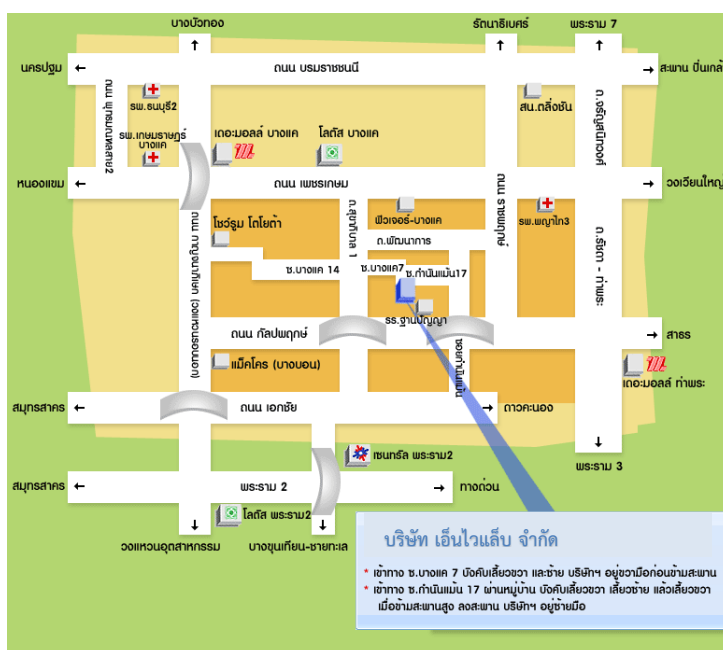 บางบัวทอง
รัตนาธิเบศร์
พระราม 7
นครปฐม
ถนน บรมราชชนนี
สะพาน ปิ่นเกล้
ถนน พุทธมณฑลสาย2
รพ.ธนบุรี2
สน.ตลิ่งชัน
ถ.จรัญสนิทวงศ์
รพ.เกษมราษฎร์
บางแค
เดอะมอลล์ บางแค
โลตัส บางแค
หนองแขม
ถนน เพชรเกษม
วงเวียนใหญ่
ถนน ราชพฤกษ์
ถ.สุขาภิบาล 1
ฟิวเจอร์-บางแค
รพ.พญาไท3
โชว์รูม โตโยต้า
ถ.พัฒนาการ
ถ.รัชดา - ท่าพระ
ถนน กาญจนาภิเษก (วงแหวนรอบนอก)
ซ.บางแค 14
ซ.บางแค7
ซ.กำนันแม้น17
รร.ฐานปัญญา
ถนน กัลปพฤกษ์
ซอยกำนันแม้น
สาธร
แม็คโคร (บางบอน)
เดอะมอลล์ ท่าพระ
สมุทรสาคร
ถนน เอกชัย
ดาวคะนอง
เซนทรัล พระราม2
พระราม 3
สมุทรสาคร
พระราม 2
ทางด่วน
โลตัส พระราม2
วงแหวนอุตสาหกรรม
บางขุนเทียน-ชายทะเล
บริษัท เอ็นไวแล็บ จำกัด
* เข้าทาง ซ.บางแค 7 บังคับเลี้ยวขวา และซ้าย บริษัทฯ อยู่ขวามือก่อนข้ามสะพาน
* เข้าทาง ซ.กำนันแม้น 17 ผ่านหมู่บ้าน บังคับเลี้ยวขวา เลี้ยวซ้าย แล้วเลี้ยวขวา
เมื่อข้ามสะพานสูง ลงสะพาน บริษัทฯ อยู่ซ้ายมือ